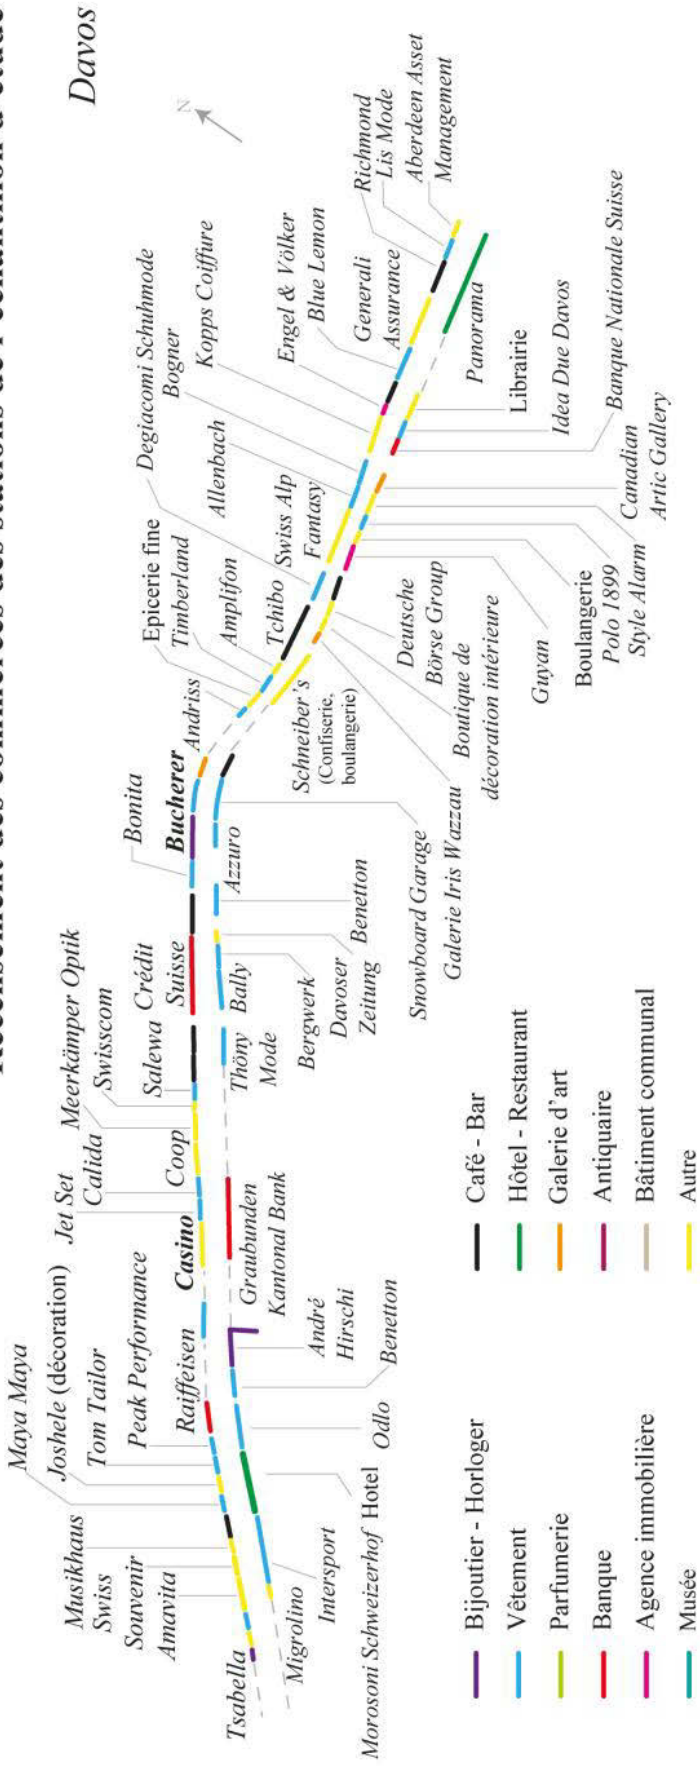 Recensement des commerces des stations de l'échantillon d'étude
Davos
N
Maya Maya
Joshele (décoration)
Tom Tailor
Peak Performance
Raiffeisen
Musikhaus
Swiss
Souvenir
Amavita
Tsabella
Jet Set
Calida
Casino
Meerkämper Optik
Swisscom
Salewa
Coop
Crédit
Suisse
Bonita
Bucherer
Andriss
Epicerie fine
Timberland
Amplifon
Tchibo
Degiacomi Schuhmode
Bogner
Allenbach
Swiss Alp
Fantasy
Kopps Coiffure
Engel & Völker
Blue Lemon
Generali
Assurance
Richmond
Lis Mode
Aberdeen Asset
Management
Migrolino
Intersport
Morosoni Schweizerhof Hotel
Odlo
Benetton
André
Hirschi
Graubunden
Kantonal Bank
Thöny
Mode
Bally
Bergwerk
Davoser
Zeitung
Benetton
Azzuro
Snowboard Garage
Galerie Iris Wazzau
Schneiber's
(Confiserie,
boulangerie)
Boutique de
décoration intérieure
Deutsche
Börse Group
Guyan
Boulangerie
Polo 1899
Style Alarm
Canadian
Artic Gallery
Banque Nationale Suisse
Idea Due Davos
Librairie
Panorama
Bijoutier - Horloger
Vêtement
Parfumerie
Banque
Agence immobilière
Musée
Café - Bar
Hôtel - Restaurant
Galerie d'art
Antiquaire
Bâtiment communal
Autre